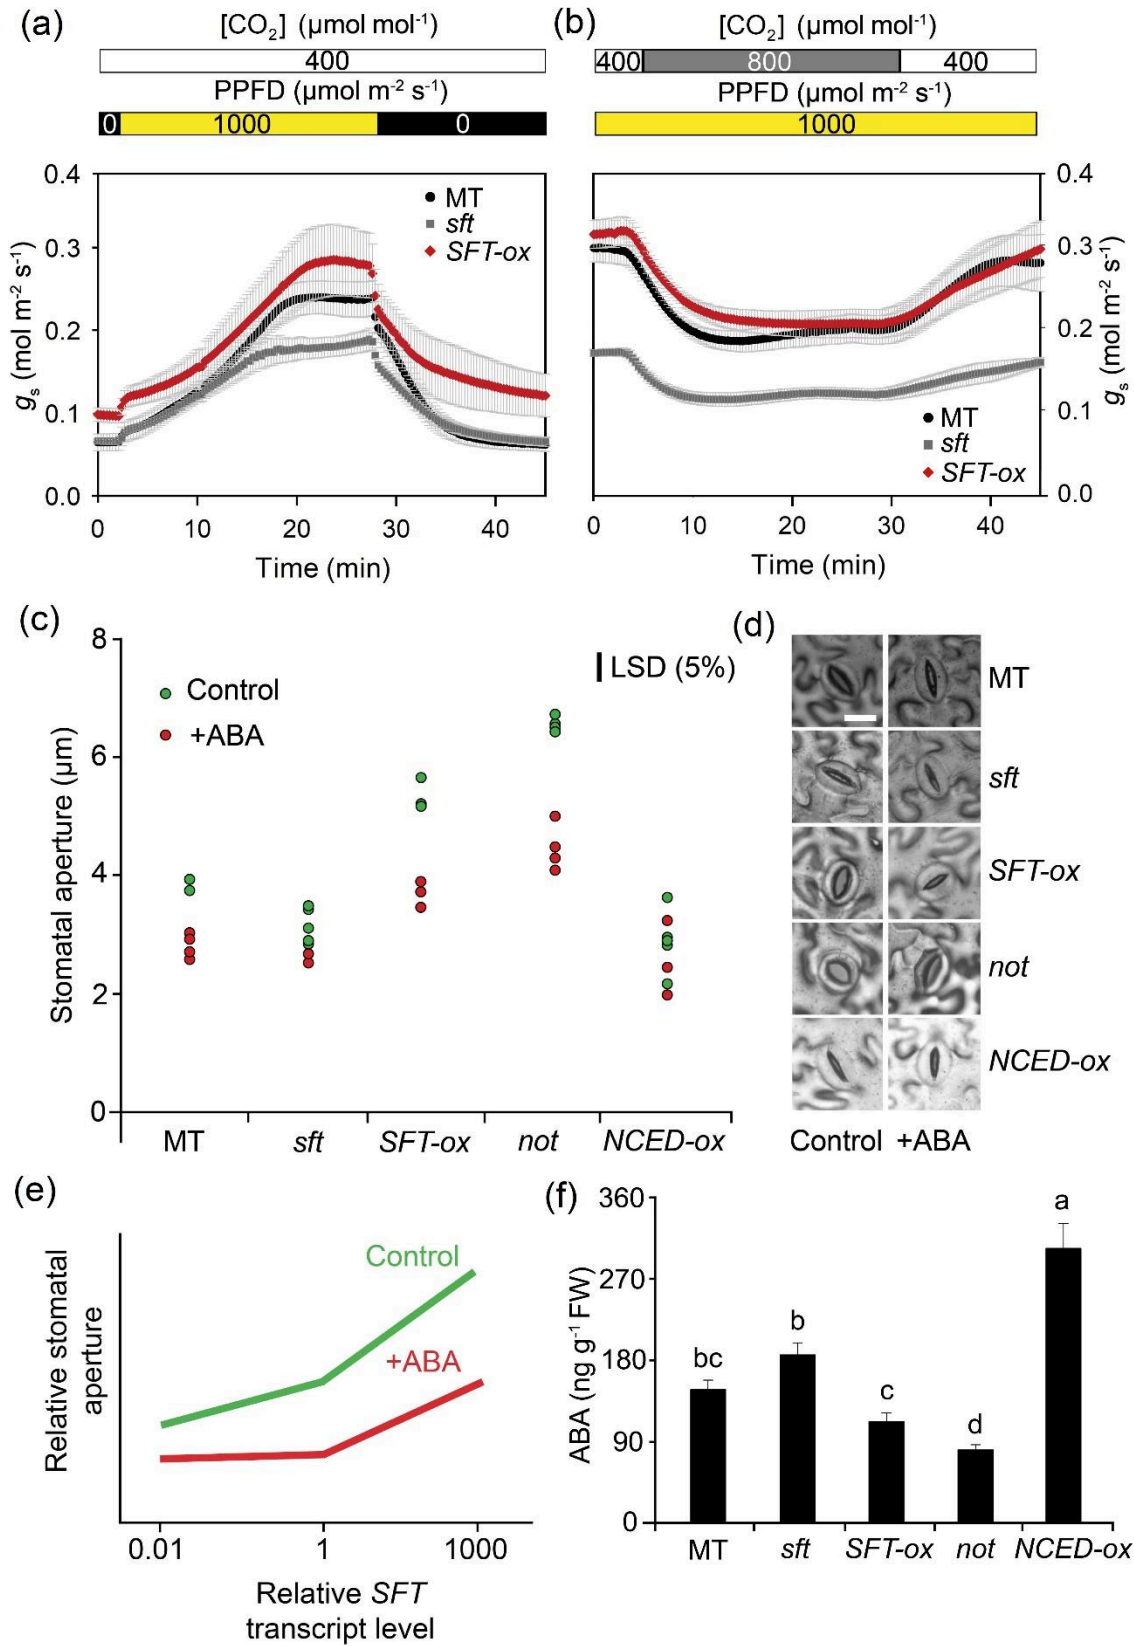 (a)
[CO₂] (µmol mol⁻¹)
400
PPFD (µmol m⁻² s⁻¹)
0 1000 0
0.4
0.3
0.2
0.1
0.0
gₛ (mol m⁻² s⁻¹)
MT
sft
SFT-ox
0 10 20 30 40
Time (min)
(b)
[CO₂] (µmol mol⁻¹)
400 800 400
PPFD (µmol m⁻² s⁻¹)
1000
0.4
0.3
0.2
0.1
0.0
gₛ (mol m⁻² s⁻¹)
MT
sft
SFT-ox
0 10 20 30 40
Time (min)
(c)
8
6
4
2
0
Stomatal aperture (µm)
Control
+ABA
LSD (5%)
MT sft SFT-ox not NCED-ox
(d)
MT
sft
SFT-ox
not
NCED-ox
Control +ABA
(e)
Relative stomatal
aperture
Control
+ABA
0.01 1 1000
Relative SFT
transcript level
(f)
360
270
180
90
0
ABA (ng g⁻¹ FW)
bc b c d a
MT sft SFT-ox not NCED-ox